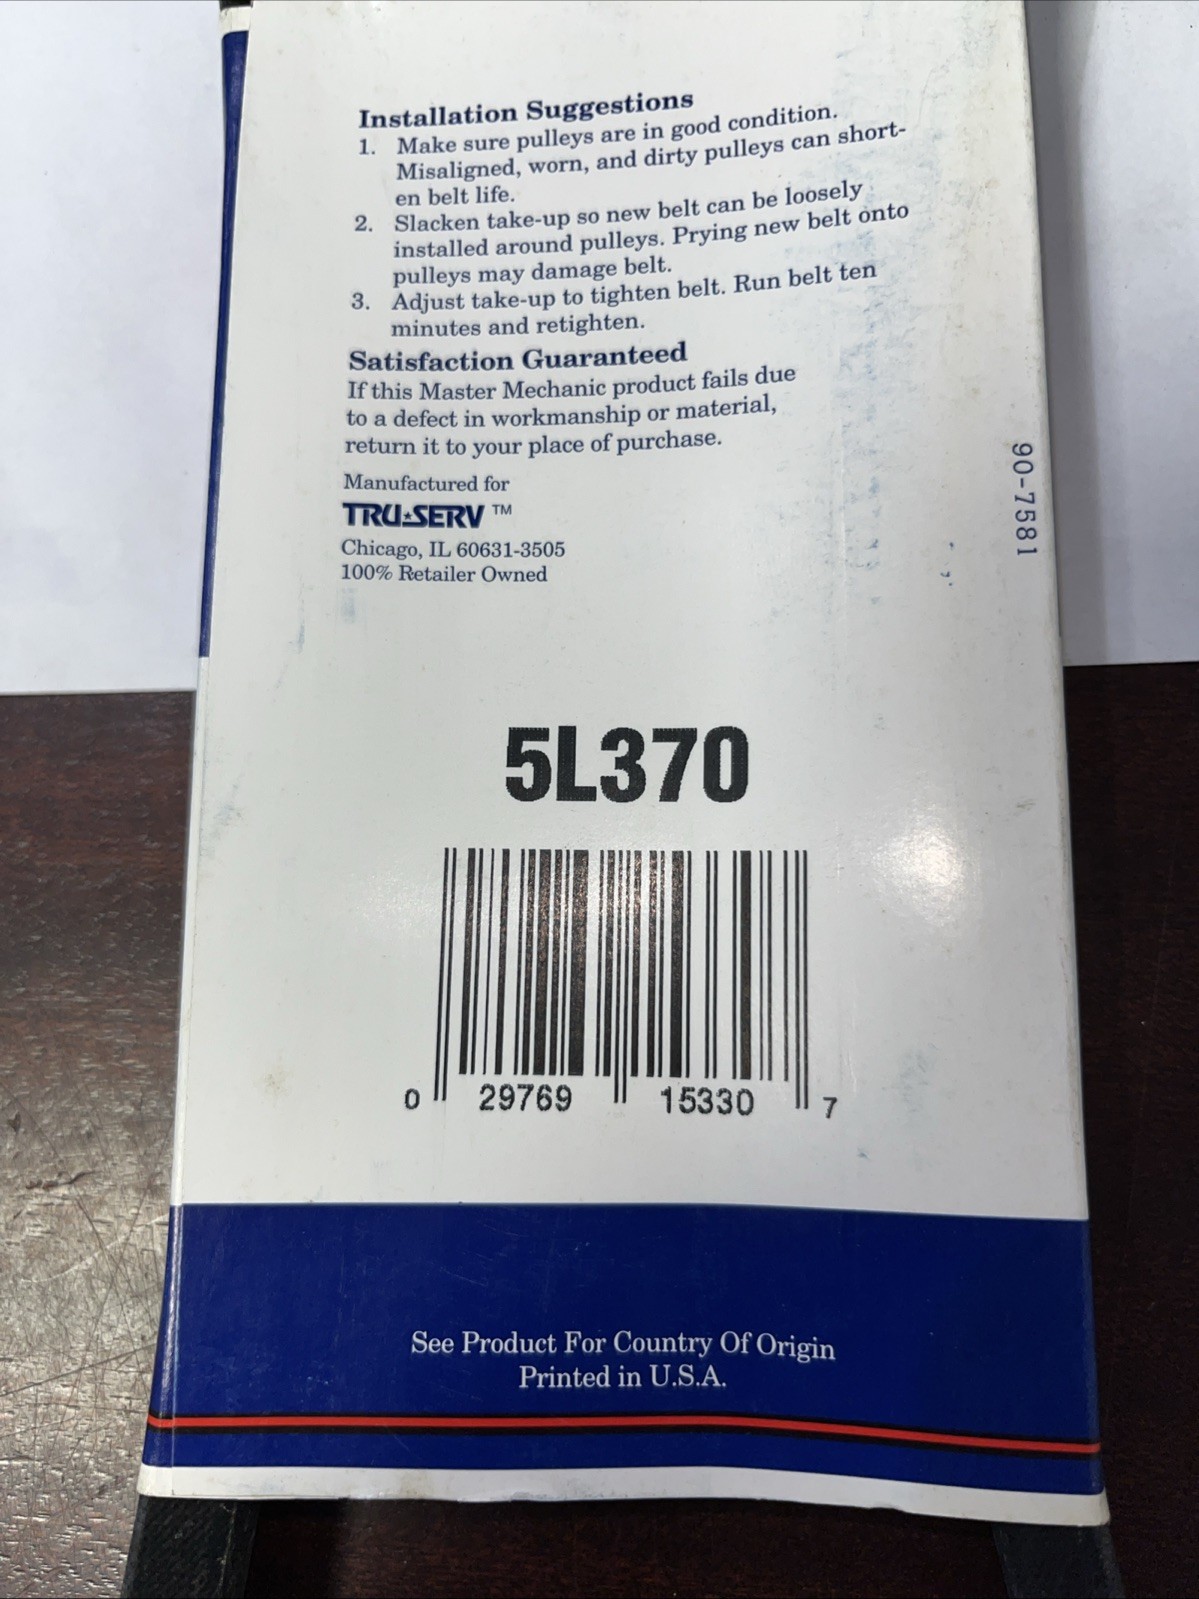 Installation Suggestions
1. Make sure pulleys are in good condition.
Misaligned, worn, and dirty pulleys can short-
en belt life.
2. Slacken take-up so new belt can be loosely
installed around pulleys. Prying new belt onto
pulleys may damage belt.
3. Adjust take-up to tighten belt. Run belt ten
minutes and retighten.
Satisfaction Guaranteed
If this Master Mechanic product fails due
to a defect in workmanship or material,
return it to your place of purchase.
Manufactured for
TRU★SERV™
Chicago, IL 60631-3505
100% Retailer Owned
90-7581
5L370
0 29769 15330 7
See Product For Country Of Origin
Printed in U.S.A.